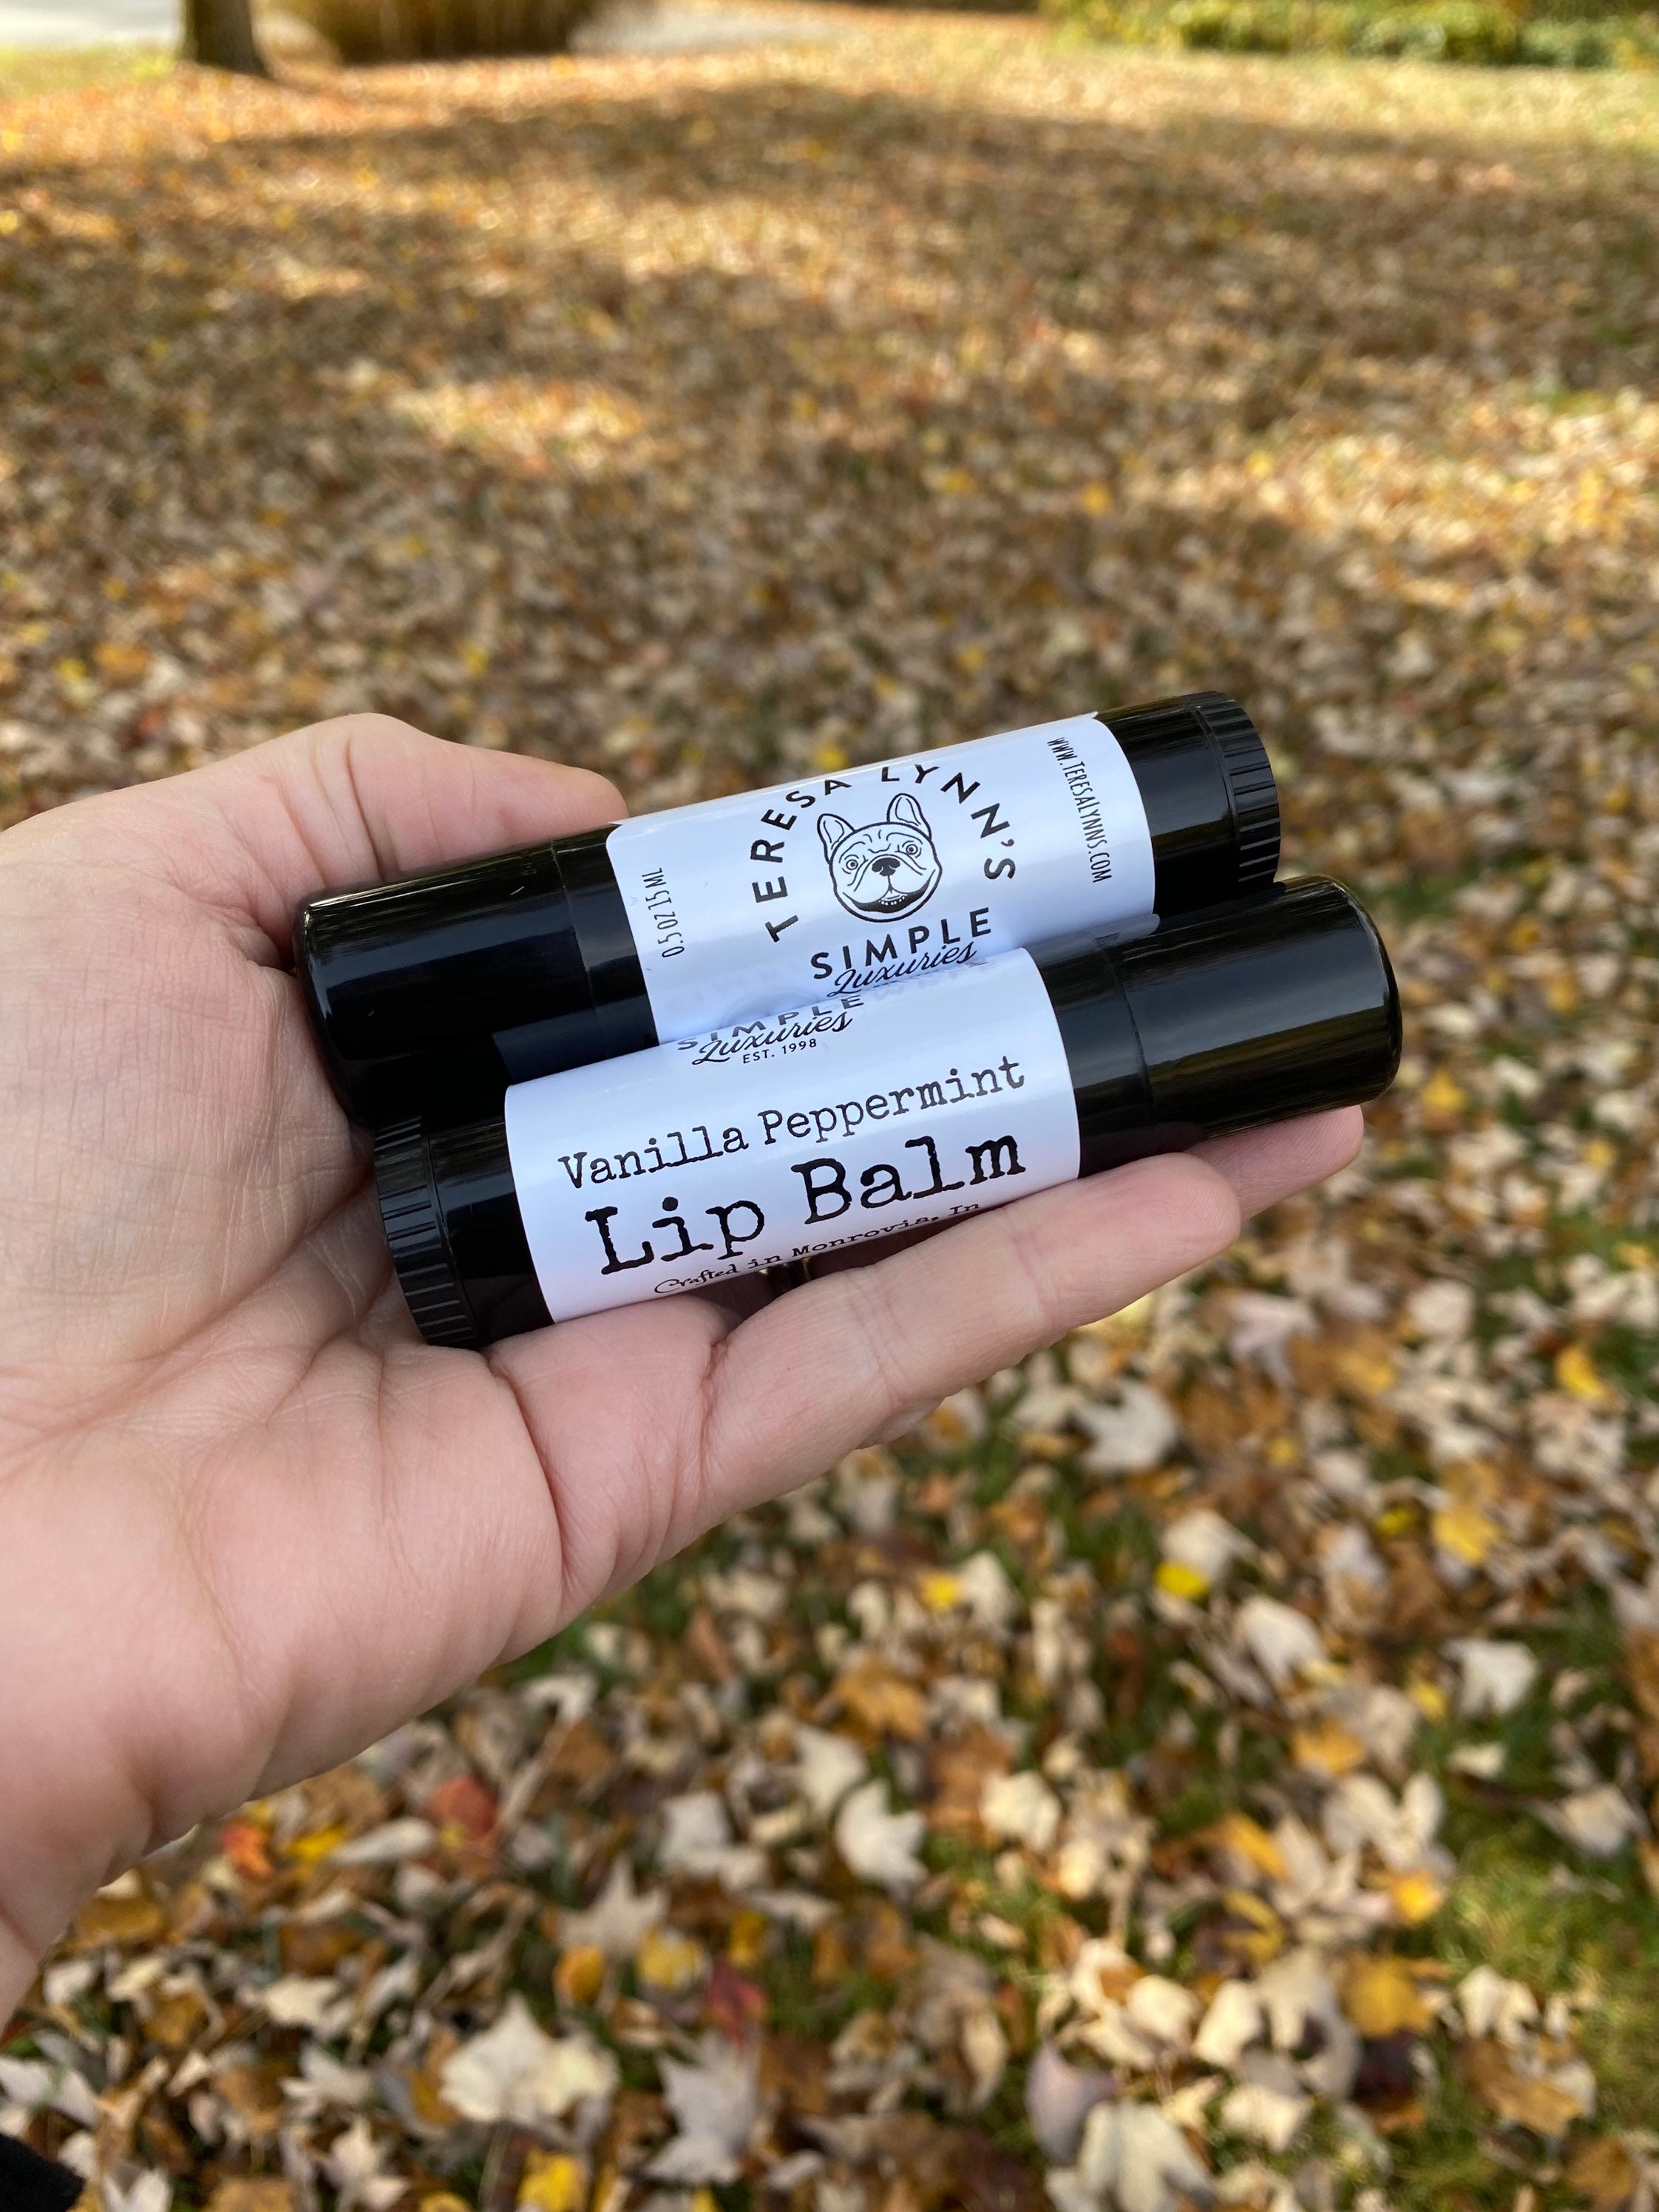 TERESA LYNN'S
SIMPLE
Luxuries
0.5 OZ 15 ML
www.TERESALYNNS.COM
SIMPLE
Luxuries
EST. 1998
Vanilla Peppermint
Lip Balm
Crafted in Monrovia, In